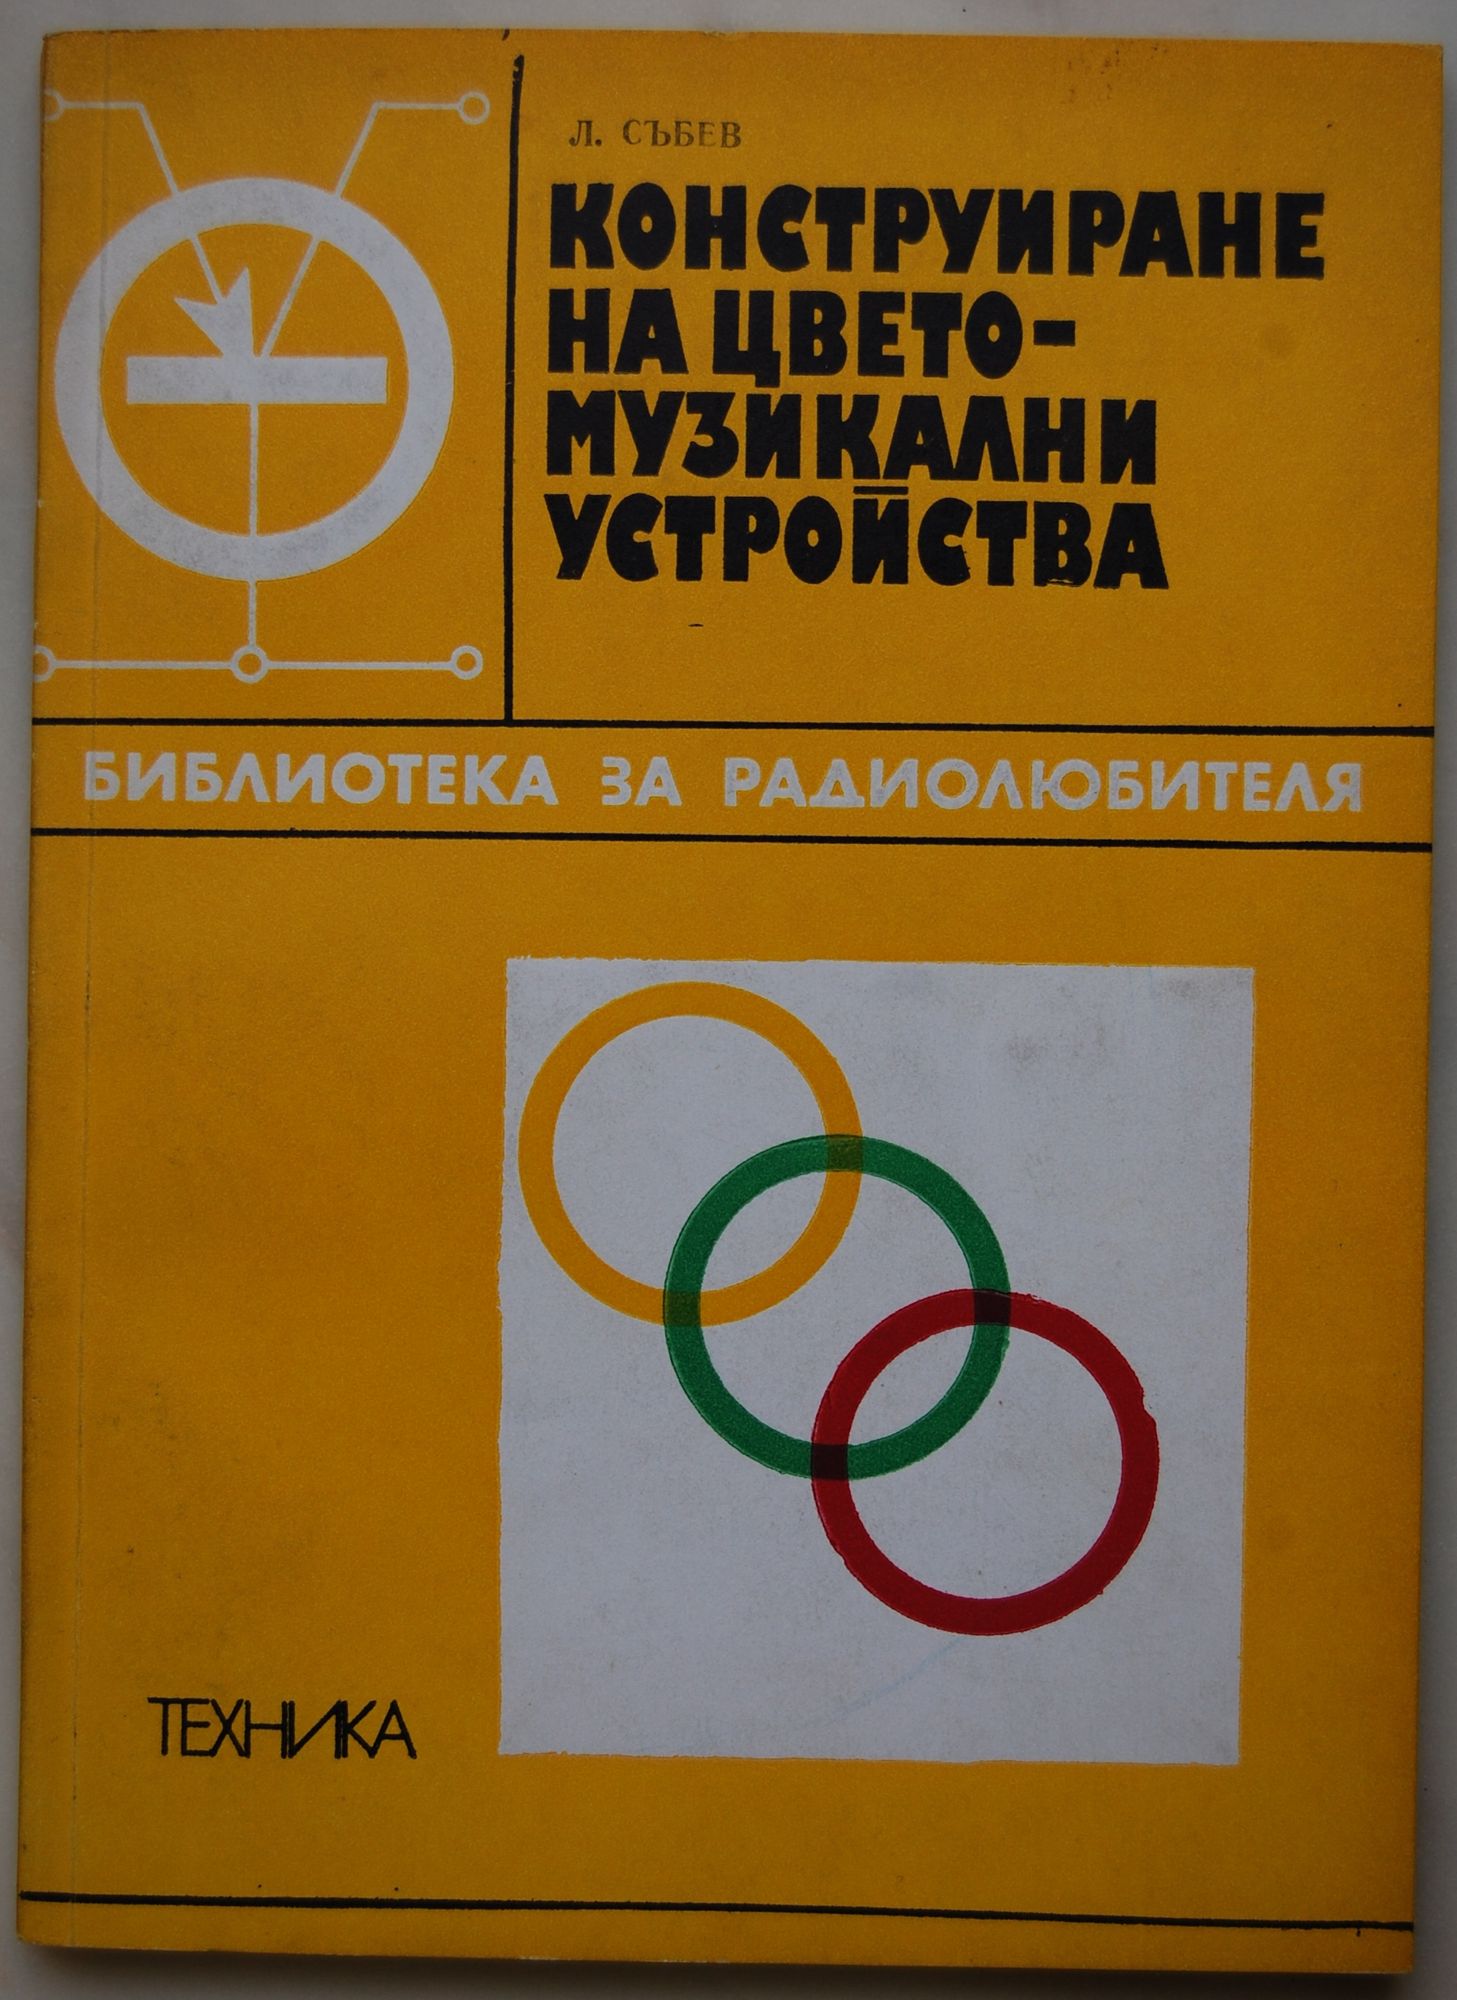 Л. СЪБЕВ
КОНСТРУИРАНЕ
НА ЦВЕТО-
МУЗИКАЛНИ
УСТРОЙСТВА
БИБЛИОТЕКА ЗА РАДИОЛЮБИТЕЛЯ
ТЕХНИКА